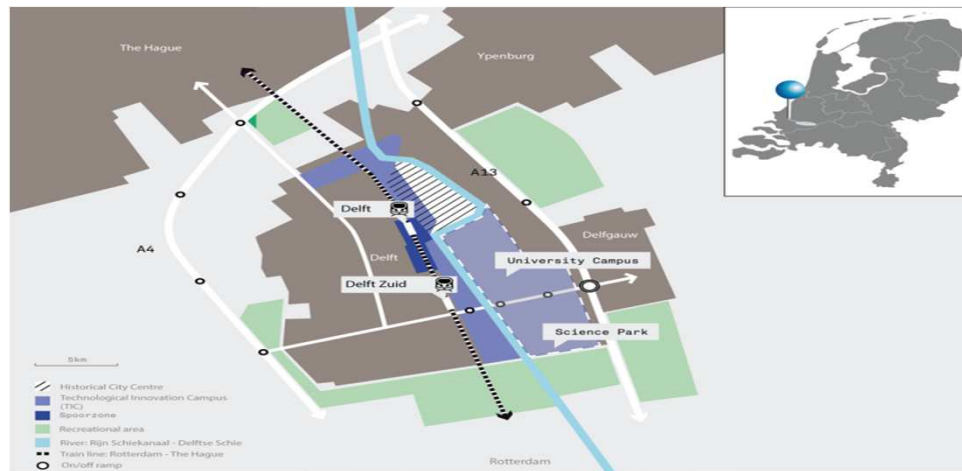 The Hague
Ypenburg
A13
Delft
Delfgauw
A4
Delft
University Campus
Delft Zuid
Science Park
5km
Historical City Centre
Technological Innovation Campus
(TIC)
Spoorzone
Recreational area
River: Rijn Schiekanaal - Delftse Schie
Train line: Rotterdam - The Hague
On/off ramp
Rotterdam